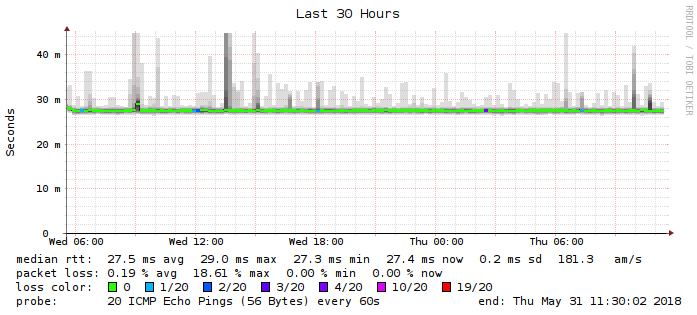 Last 30 Hours
RRDTOOL / TOBI OETIKER
Seconds
40 m
30 m
20 m
10 m
0
Wed 06:00 Wed 12:00 Wed 18:00 Thu 00:00 Thu 06:00
median rtt: 27.5 ms avg 29.0 ms max 27.3 ms min 27.4 ms now 0.2 ms sd 181.3 am/s
packet loss: 0.19 % avg 18.61 % max 0.00 % min 0.00 % now
loss color: 0 1/20 2/20 3/20 4/20 10/20 19/20
probe: 20 ICMP Echo Pings (56 Bytes) every 60s end: Thu May 31 11:30:02 2018